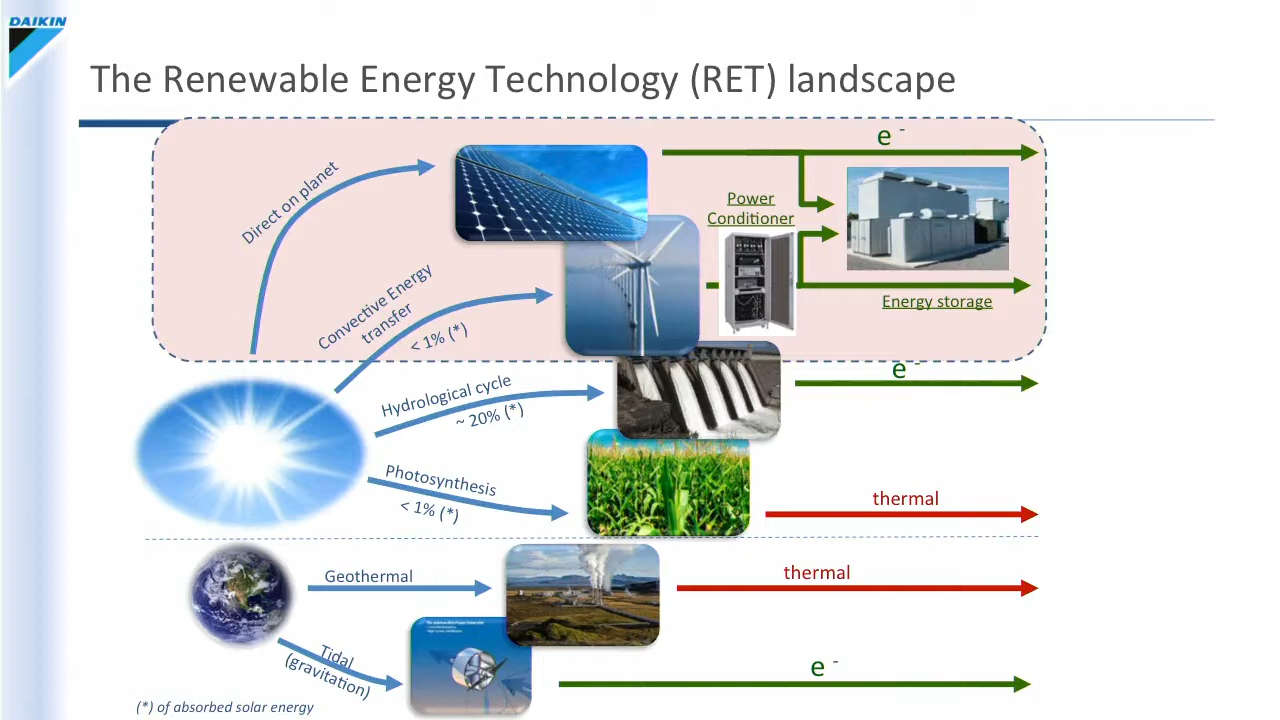 DAIKIN
The Renewable Energy Technology (RET) landscape
e -
Direct on planet
Power
Conditioner
Convective Energy
transfer
< 1% (*)
Energy storage
e -
Hydrological cycle
~ 20% (*)
Photosynthesis
< 1% (*)
thermal
Geothermal
thermal
Tidal
(gravitation)
e -
(*) of absorbed solar energy